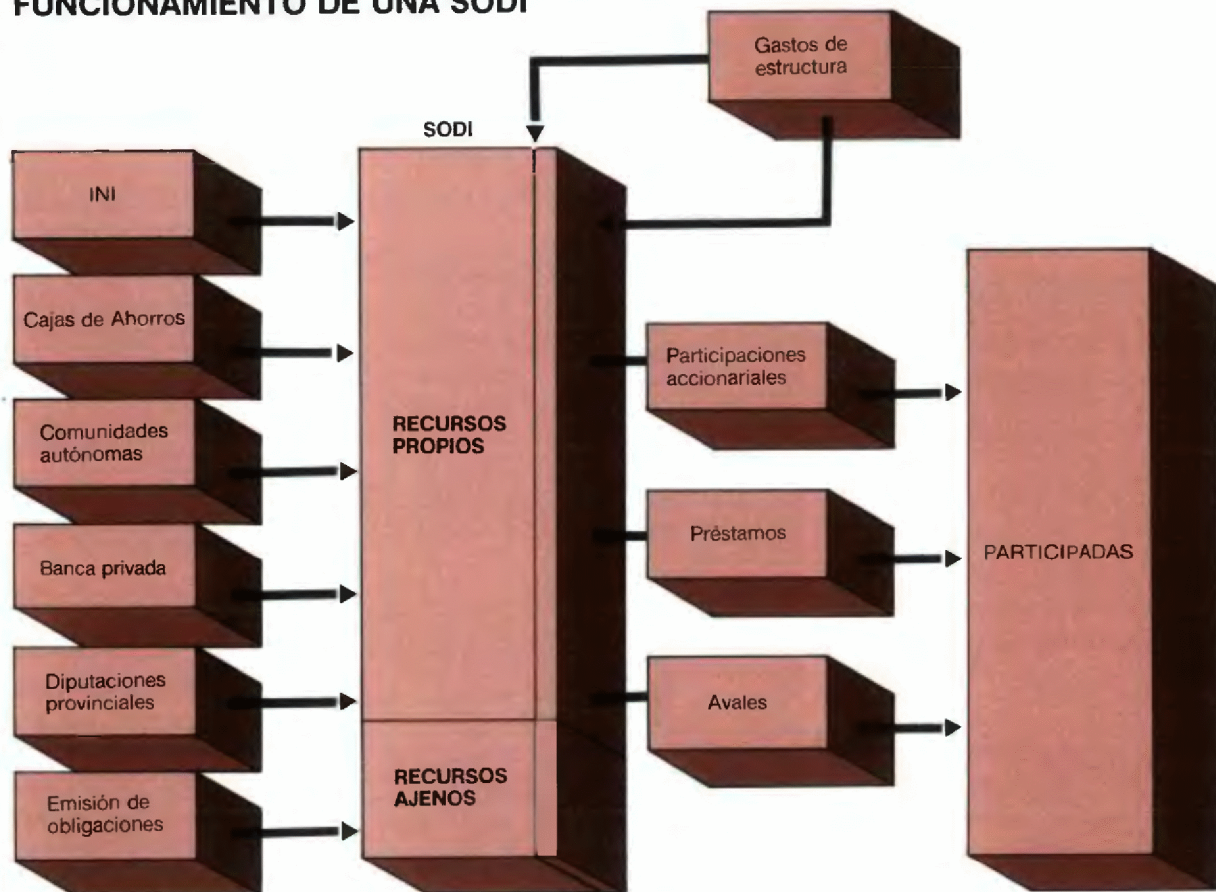 FUNCIONAMIENTO DE UNA SODI
Gastos de
estructura
SODI
INI
Cajas de Ahorros
Comunidades
autónomas
Banca privada
Diputaciones
provinciales
Emisión de
obligaciones
RECURSOS
PROPIOS
RECURSOS
AJENOS
Participaciones
accionariales
Préstamos
Avales
PARTICIPADAS